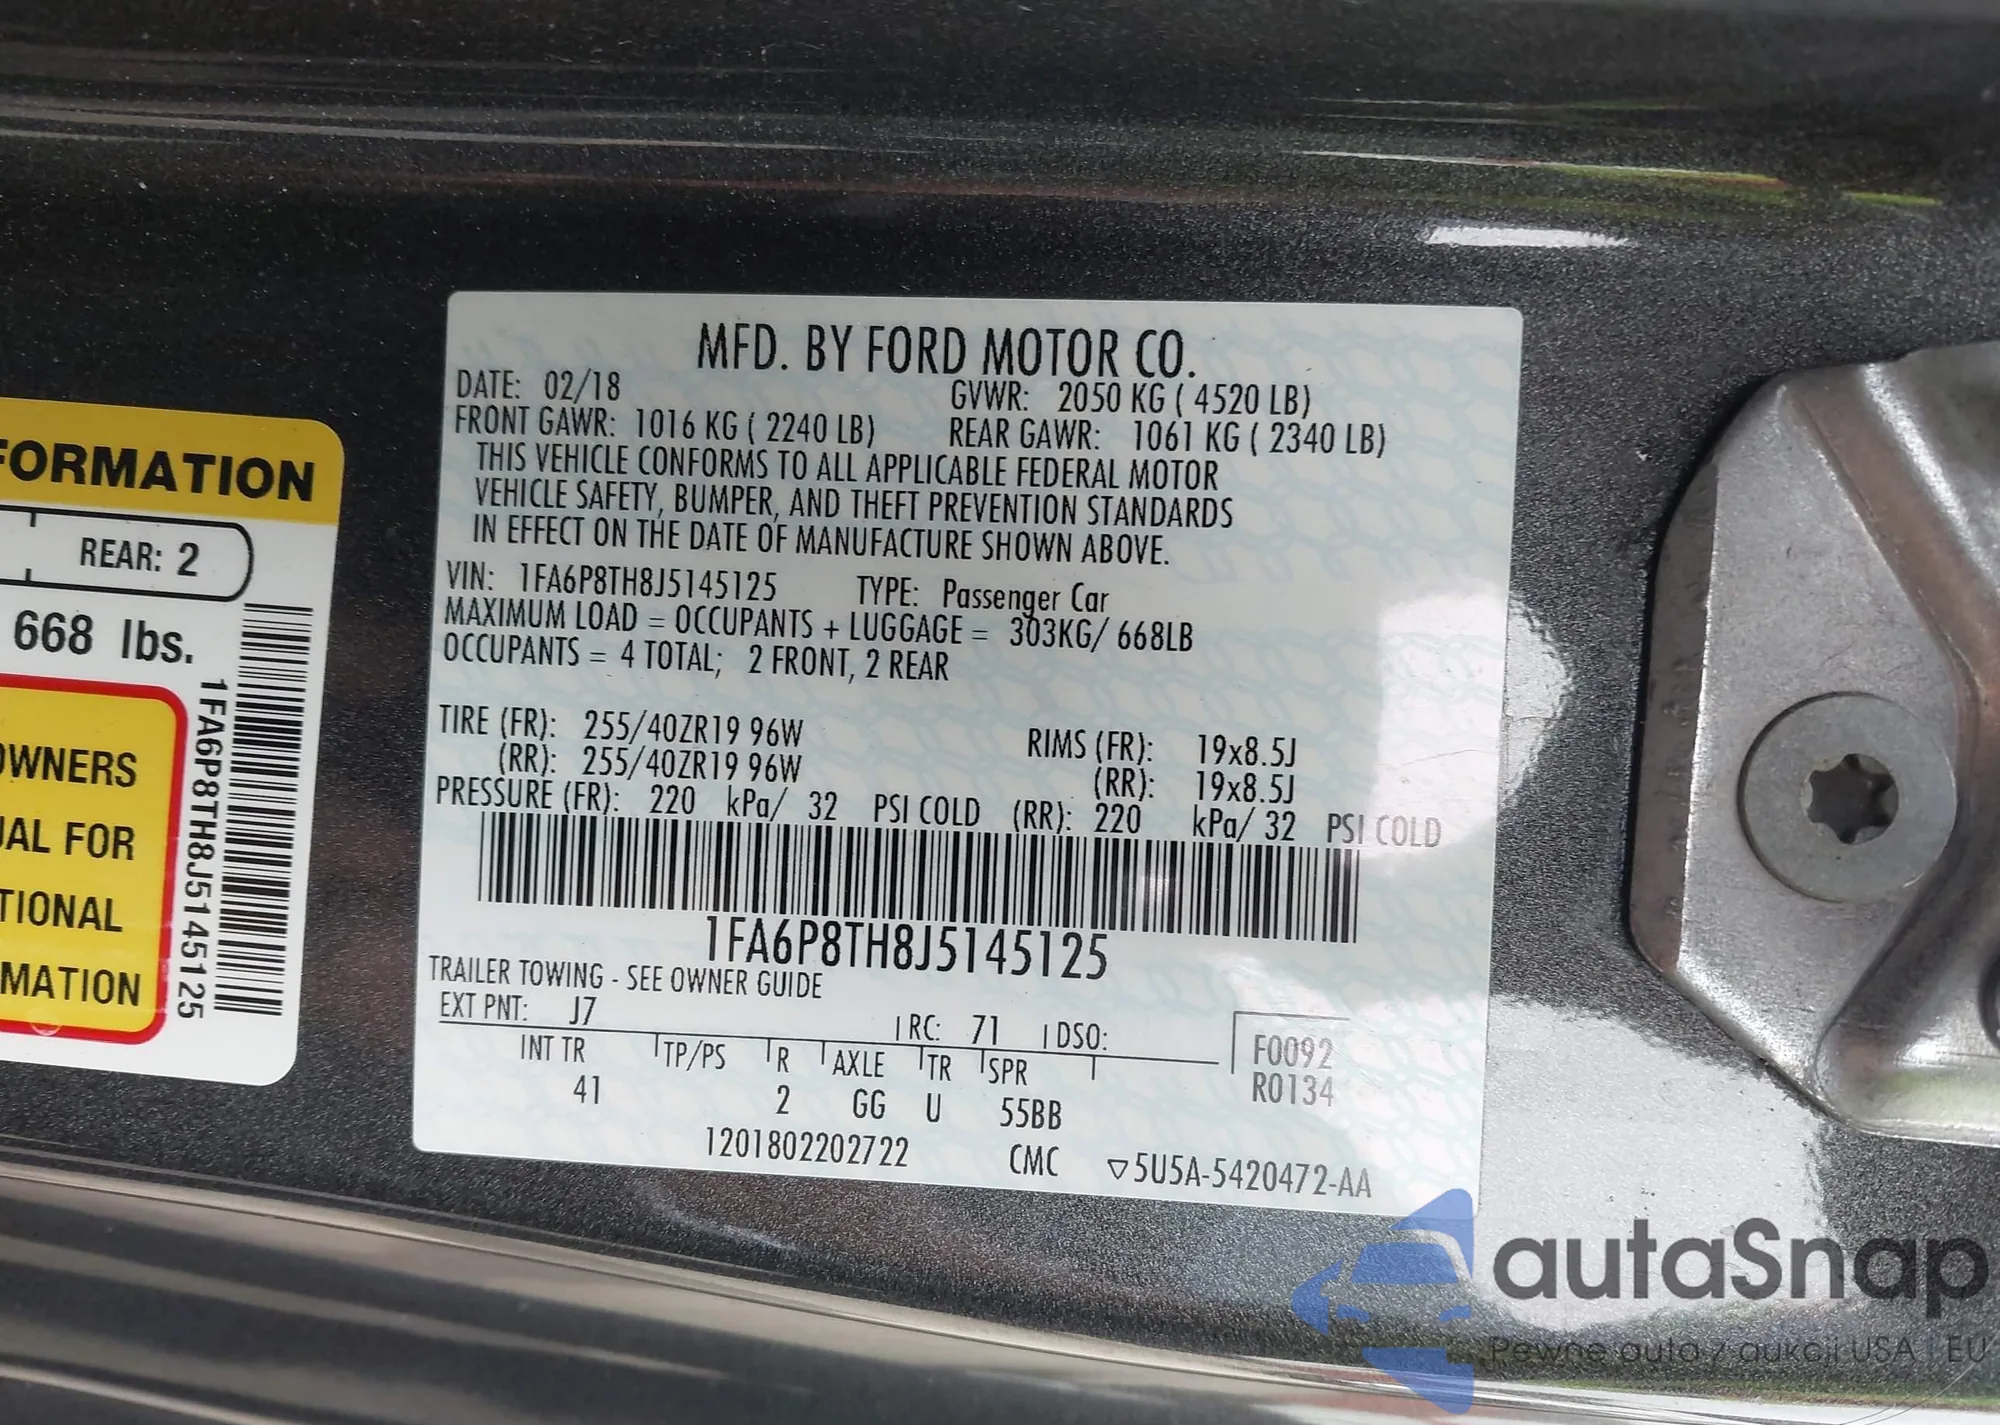 FORMATION
REAR: 2
668 lbs.
OWNERS
UAL FOR
TIONAL
MATION
1FA6P8TH8J5145125
MFD. BY FORD MOTOR CO.
DATE: 02/18 GVWR: 2050 KG ( 4520 LB)
FRONT GAWR: 1016 KG ( 2240 LB) REAR GAWR: 1061 KG ( 2340 LB)
THIS VEHICLE CONFORMS TO ALL APPLICABLE FEDERAL MOTOR
VEHICLE SAFETY, BUMPER, AND THEFT PREVENTION STANDARDS
IN EFFECT ON THE DATE OF MANUFACTURE SHOWN ABOVE.
VIN: 1FA6P8TH8J5145125 TYPE: Passenger Car
MAXIMUM LOAD = OCCUPANTS + LUGGAGE = 303KG/ 668LB
OCCUPANTS = 4 TOTAL; 2 FRONT, 2 REAR
TIRE (FR): 255/40ZR19 96W RIMS (FR): 19x8.5J
(RR): 255/40ZR19 96W (RR): 19x8.5J
PRESSURE (FR): 220 kPa/ 32 PSI COLD (RR): 220 kPa/ 32 PSI COLD
1FA6P8TH8J5145125
TRAILER TOWING - SEE OWNER GUIDE
EXT PNT: J7 RC: 71 DSO:
INT TR TP/PS R AXLE TR SPR
41 2 GG U 55BB
F0092
R0134
1201802202722 CMC ▽5U5A-5420472-AA
autaSnap
Pewne auta z aukcji USA i EU